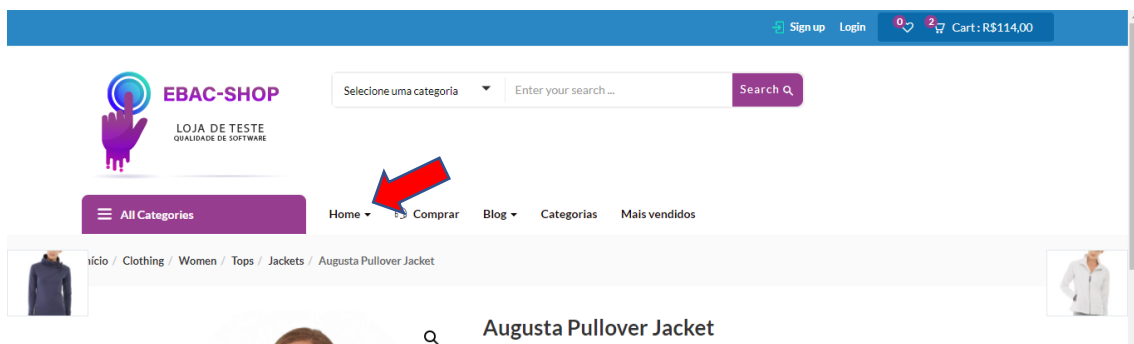 Sign up Login 0 2 Cart : R$114,00
EBAC-SHOP
LOJA DE TESTE
QUALIDADE DE SOFTWARE
Selecione uma categoria Enter your search ... Search
All Categories Home Comprar Blog Categorias Mais vendidos
nício / Clothing / Women / Tops / Jackets / Augusta Pullover Jacket
Augusta Pullover Jacket